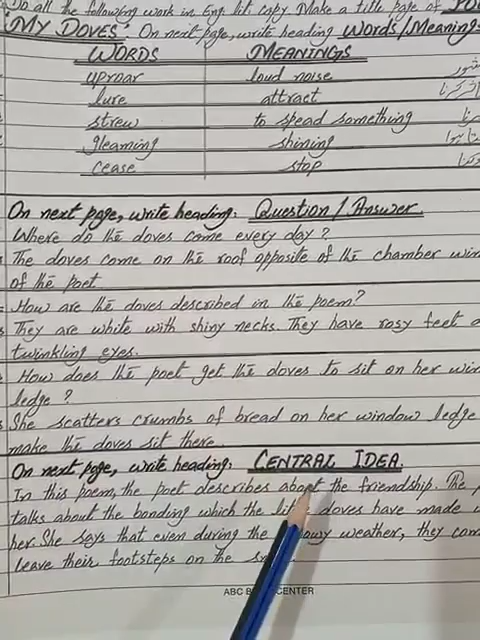 Do all the following work in Eng lit copy. Make a title page of
"MY DOVES". On next page, write heading Words/Meanings
WORDS MEANINGS
uproar loud noise
lure attract
strew to spead something
gleaming shining
cease stop
On next page, write heading: Question/Answer.
Where do the doves come every day?
The doves come on the roof opposite of the chamber
of the poet.
How are the doves described in the poem?
They are white with shiny necks. They have rosy feet
twinkling eyes.
How does the poet get the doves to sit on her
ledge?
She scatters crumbs of bread on her window ledge
make the doves sit there.
On next page, write heading: CENTRAL IDEA.
In this poem, the poet describes about the friendship. The
talks about the bonding which the little doves have made
her. She says that even during the weather, they
leave their footsteps on the
ABC CENTER